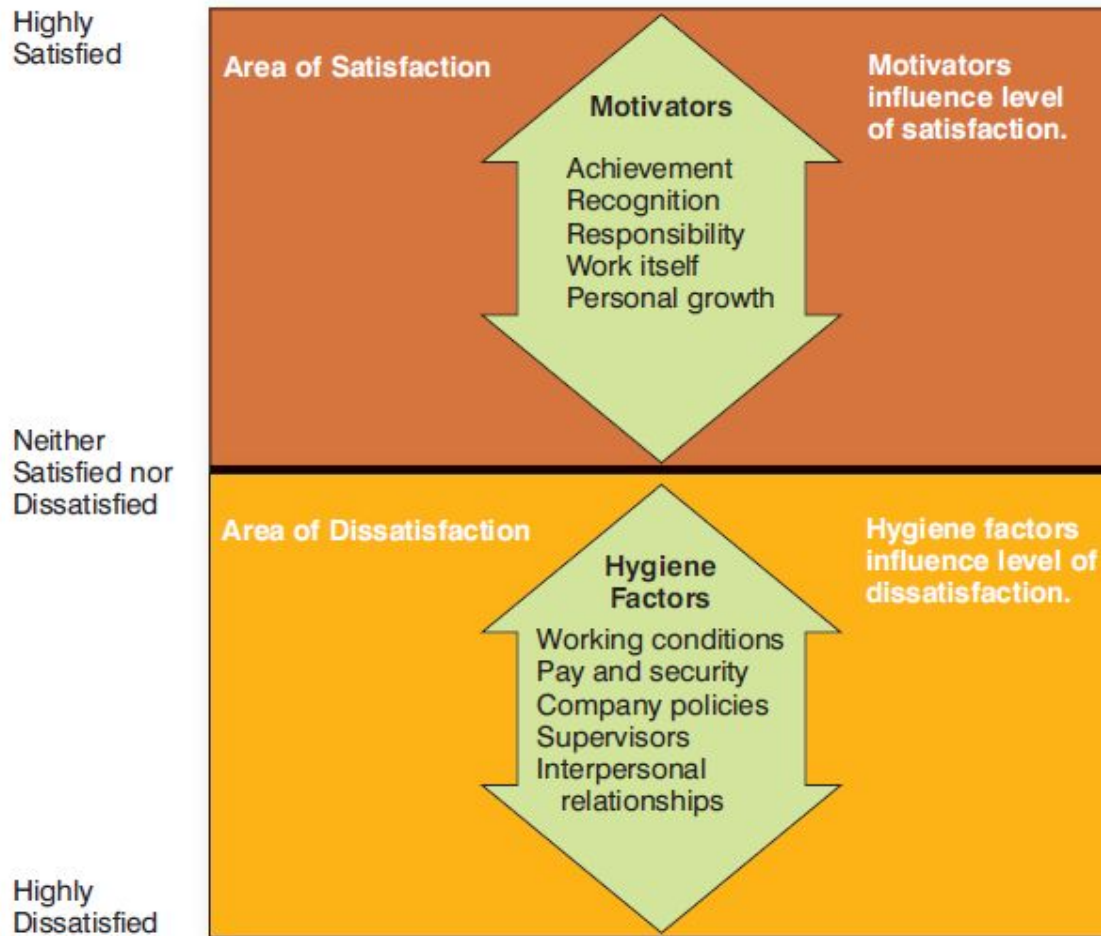 Highly
Satisfied
Area of Satisfaction
Motivators
Achievement
Recognition
Responsibility
Work itself
Personal growth
Motivators
influence level
of satisfaction.
Neither
Satisfied nor
Dissatisfied
Area of Dissatisfaction
Hygiene
Factors
Working conditions
Pay and security
Company policies
Supervisors
Interpersonal
relationships
Hygiene factors
influence level of
dissatisfaction.
Highly
Dissatisfied